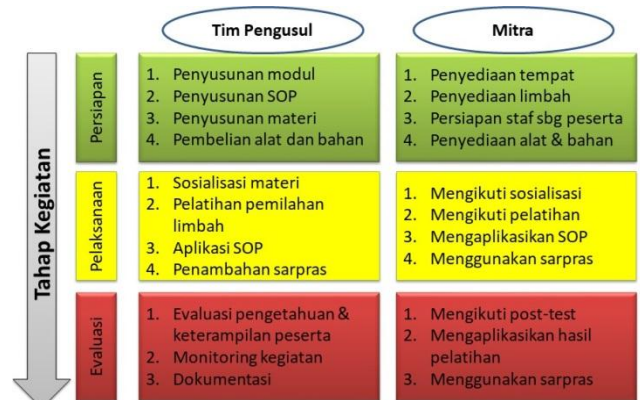 Tim Pengusul
Mitra
Tahap Kegiatan
Persiapan
1. Penyusunan modul
2. Penyusunan SOP
3. Penyusunan materi
4. Pembelian alat dan bahan
1. Penyediaan tempat
2. Penyediaan limbah
3. Persiapan staf sbg peserta
4. Penyediaan alat & bahan
Pelaksanaan
1. Sosialisasi materi
2. Pelatihan pemilahan
limbah
3. Aplikasi SOP
4. Penambahan sarpras
1. Mengikuti sosialisasi
2. Mengikuti pelatihan
3. Mengaplikasikan SOP
4. Menggunakan sarpras
Evaluasi
1. Evaluasi pengetahuan &
keterampilan peserta
2. Monitoring kegiatan
3. Dokumentasi
1. Mengikuti post-test
2. Mengaplikasikan hasil
pelatihan
3. Menggunakan sarpras